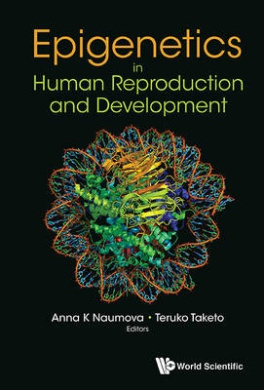 Epigenetics
in
Human Reproduction
and Development
Anna K Naumova • Teruko Taketo
Editors
World Scientific